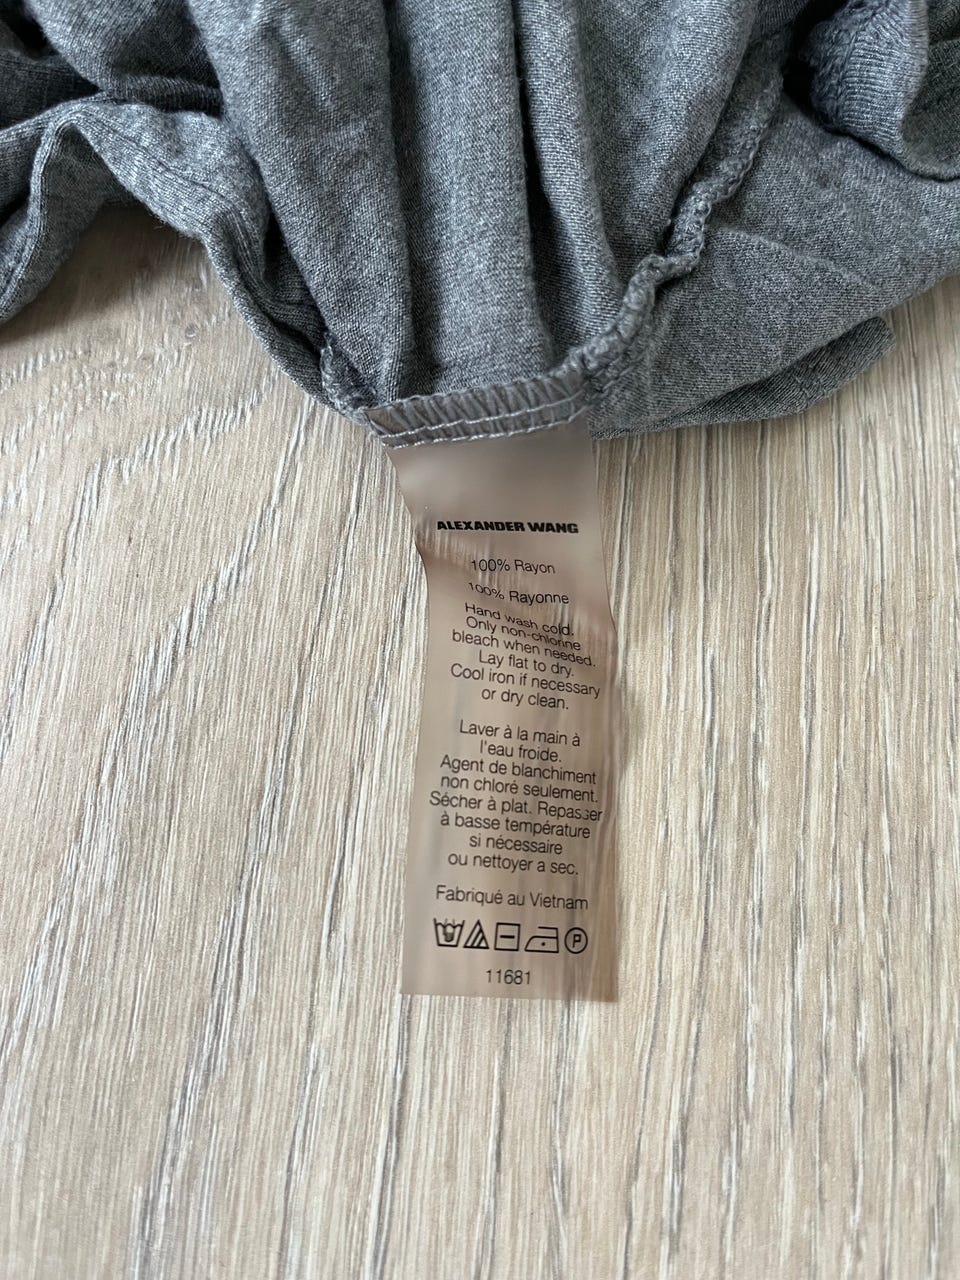 ALEXANDER WANG
100% Rayon
100% Rayonne
Hand wash cold.
Only non-chlorine
bleach when needed.
Lay flat to dry.
Cool iron if necessary
or dry clean.
Laver à la main à
l'eau froide.
Agent de blanchiment
non chloré seulement.
Sécher à plat. Repasser
à basse température
si nécessaire
ou nettoyer a sec.
Fabriqué au Vietnam
P
11681